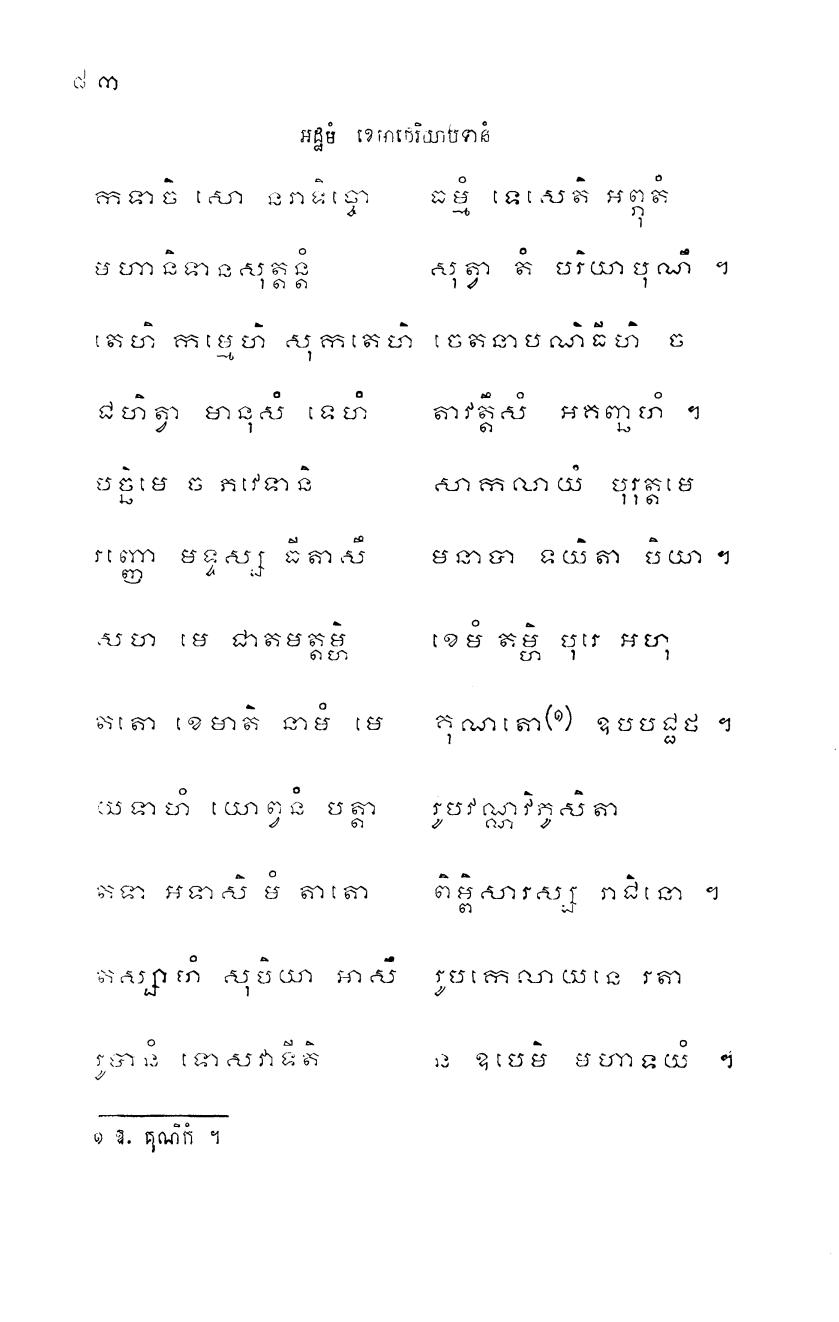 ៨៣
អដ្ឋមំ ខេមាថេរិយាបទានំ
កទាចិ សោ នរាធិប្បោ ធម្មំ ទេសេតិ អព្ភុតំ
មហានិទានសុត្តន្តំ សុត្វា តំ បរិយាបុណឹ ។
តេហិ កម្មេហិ សុកតេហិ ចេតនាបណិធីហិ ច
ជហិត្វា មានុសំ ទេហំ តាវត្តឹសំ អគញ្ឆហំ ។
បច្ឆិមេ ច ភវេទានិ សាកលាយំ បុរុត្តមេ
រញ្ញោ មទ្ទស្ស ធីតាសឹ មនាបា ទយិតា បិយា ។
សហ មេ ជាតមត្តម្ហិ ខេមំ តម្ហិ បុរេ អហុ
តតោ ខេមាតិ នាមំ មេ គុណតោ(១) ឧបបជ្ជថ ។
យទាហំ យោព្វនំ បត្តា រូបវណ្ណវិភូសិតា
តទា អទាសិ មំ តាតោ ពិម្ពិសារស្ស រាជិនោ ។
តស្សាហំ សុបិយា អាសឹ រូបកេលាយនេ រតា
រូបានំ ទោសវាទីតិ ន ឧបេមិ មហាទយំ ។
១ ឱ. គុណិកំ ។